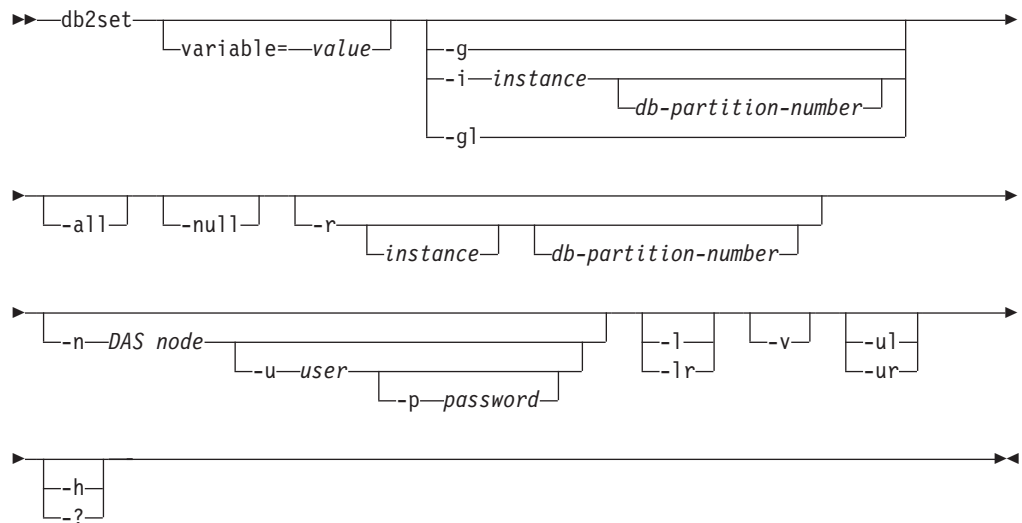 db2set
variable= value
-g
-i instance
db-partition-number
-gl
-all
-null
-r
instance
db-partition-number
-n DAS node
-u user
-p password
-l
-lr
-v
-ul
-ur
-h
-?